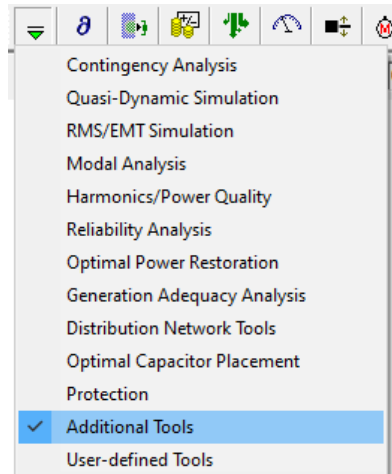 Contingency Analysis
Quasi-Dynamic Simulation
RMS/EMT Simulation
Modal Analysis
Harmonics/Power Quality
Reliability Analysis
Optimal Power Restoration
Generation Adequacy Analysis
Distribution Network Tools
Optimal Capacitor Placement
Protection
Additional Tools
User-defined Tools